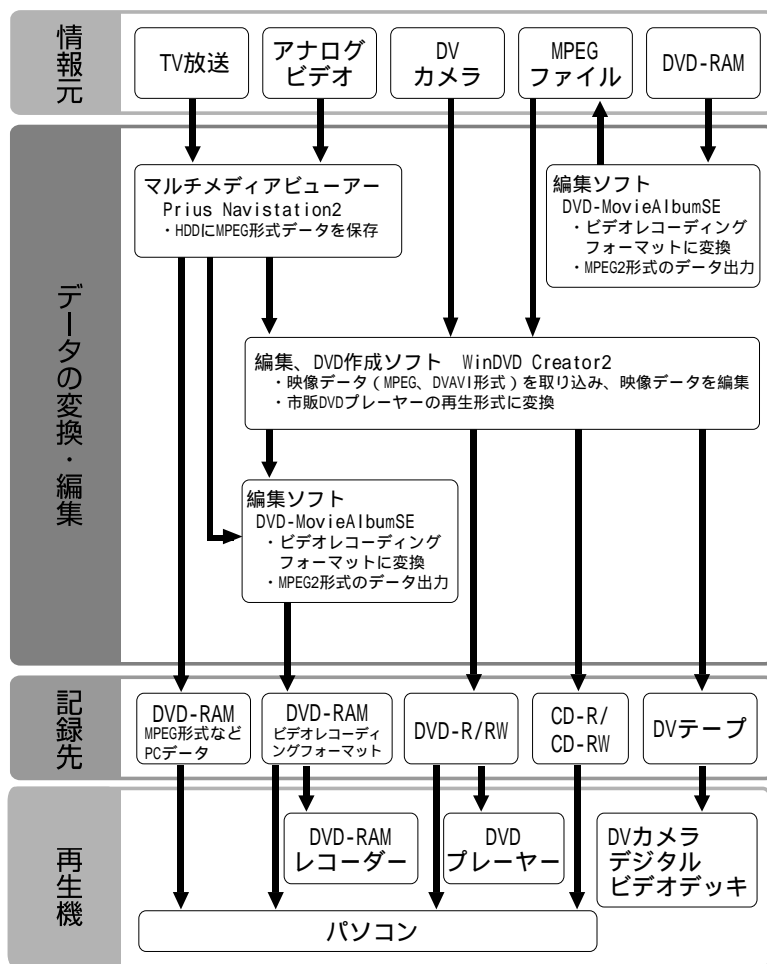 情報元
TV放送
アナログ
ビデオ
DV
カメラ
MPEG
ファイル
DVD-RAM
データの変換・編集
マルチメディアビューアー
Prius Navistation2
・HDDにMPEG形式データを保存
編集ソフト
DVD-MovieAlbumSE
・ビデオレコーディング
フォーマットに変換
・MPEG2形式のデータ出力
編集、DVD作成ソフト WinDVD Creator2
・映像データ(MPEG、DVAVI形式)を取り込み、映像データを編集
・市販DVDプレーヤーの再生形式に変換
編集ソフト
DVD-MovieAlbumSE
・ビデオレコーディング
フォーマットに変換
・MPEG2形式のデータ出力
記録先
DVD-RAM
MPEG形式など
PCデータ
DVD-RAM
ビデオレコーディ
ングフォーマット
DVD-R/RW
CD-R/
CD-RW
DVテープ
再生機
DVD-RAM
レコーダー
DVD
プレーヤー
DVカメラ
デジタル
ビデオデッキ
パソコン